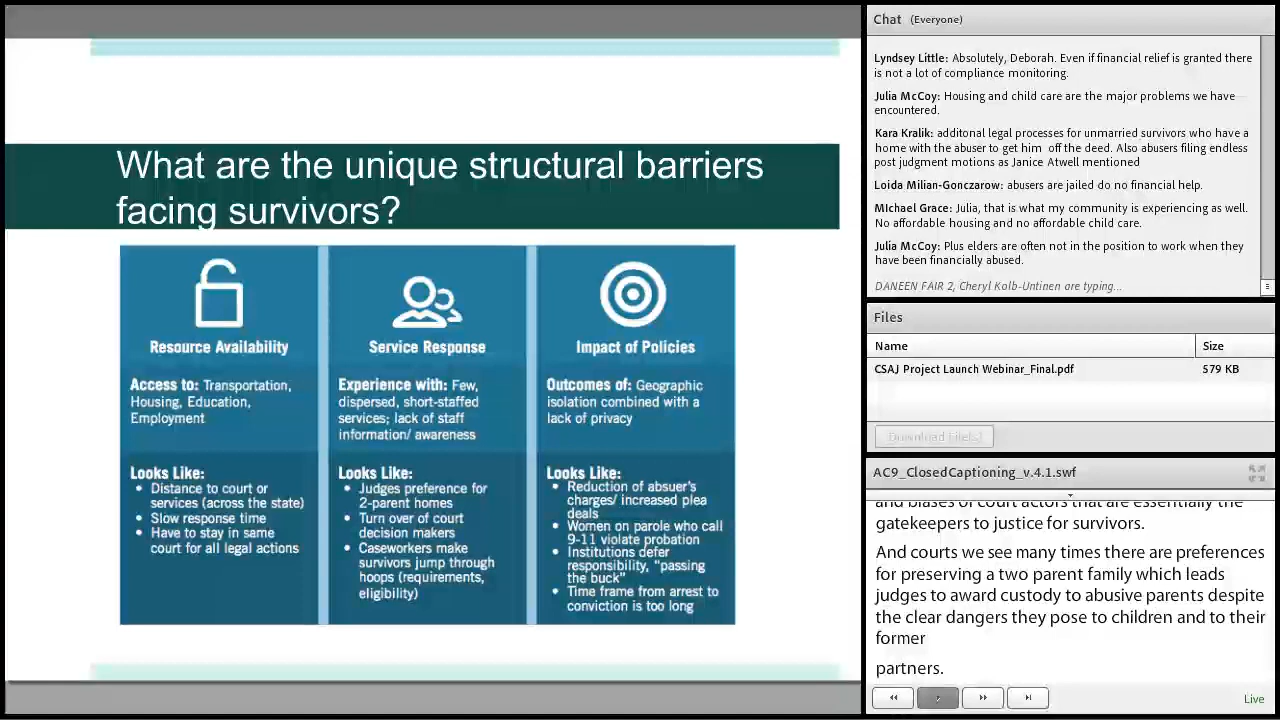 What are the unique structural barriers
facing survivors?
Resource Availability
Access to: Transportation,
Housing, Education,
Employment
Looks Like:
• Distance to court or
services (across the state)
• Slow response time
• Have to stay in same
court for all legal actions
Service Response
Experience with: Few,
dispersed, short-staffed
services; lack of staff
information/ awareness
Looks Like:
• Judges preference for
2-parent homes
• Turn over of court
decision makers
• Caseworkers make
survivors jump through
hoops (requirements,
eligibility)
Impact of Policies
Outcomes of: Geographic
isolation combined with a
lack of privacy
Looks Like:
• Reduction of absuer's
charges/ increased plea
deals
• Women on parole who call
9-11 violate probation
• Institutions defer
responsibility, "passing
the buck"
• Time frame from arrest to
conviction is too long
Chat (Everyone)
Lyndsey Little: Absolutely, Deborah. Even if financial relief is granted there
is not a lot of compliance monitoring.
Julia McCoy: Housing and child care are the major problems we have
encountered.
Kara Kralik: additonal legal processes for unmarried survivors who have a
home with the abuser to get him off the deed. Also abusers filing endless
post judgment motions as Janice Atwell mentioned
Loida Milian-Gonczarow: abusers are jailed do no financial help.
MIchael Grace: Julia, that is what my community is experiencing as well.
No affordable housing and no affordable child care.
Julia McCoy: Plus elders are often not in the position to work when they
have been financially abused.
DANEEN FAIR 2, Cheryl Kolb-Untinen are typing...
Files
Name Size
CSAJ Project Launch Webinar_Final.pdf 579 KB
Download File(s)
AC9_ClosedCaptioning_v.4.1.swf
and biases of court actors that are essentially the
gatekeepers to justice for survivors.
And courts we see many times there are preferences
for preserving a two parent family which leads
judges to award custody to abusive parents despite
the clear dangers they pose to children and to their
former
partners.
Live